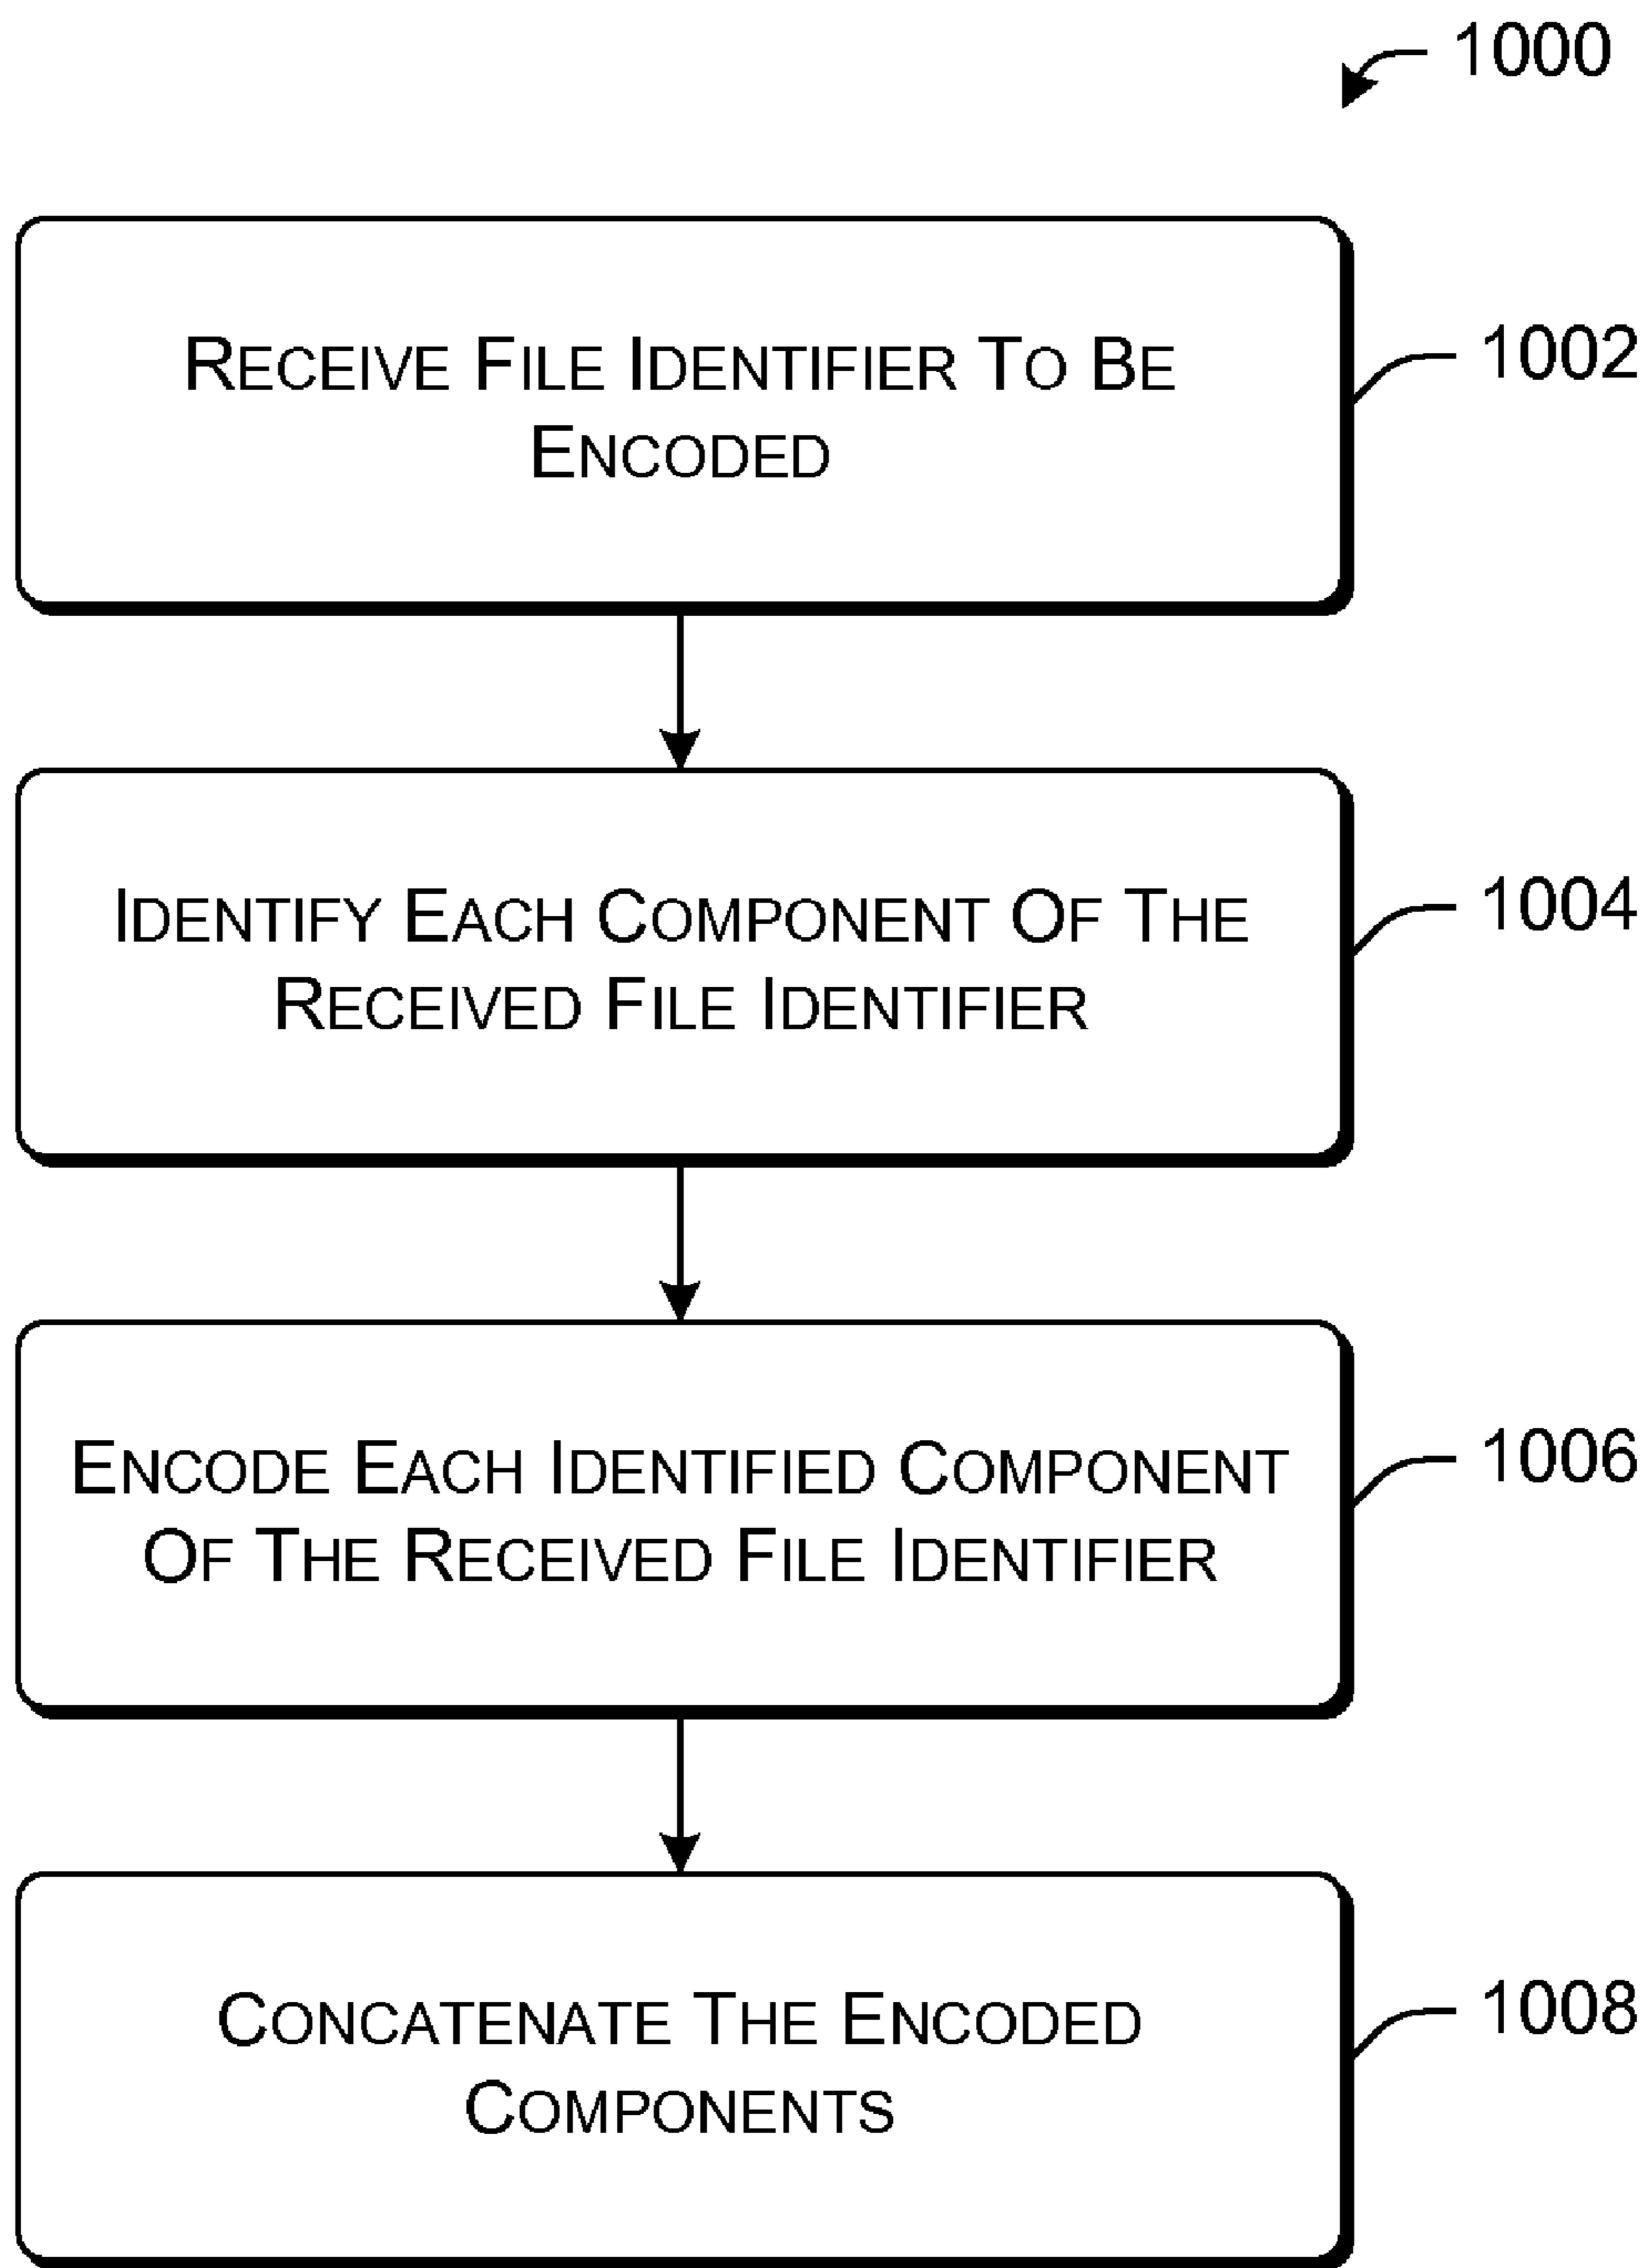 1000
RECEIVE FILE IDENTIFIER TO BE
ENCODED
1002
IDENTIFY EACH COMPONENT OF THE
RECEIVED FILE IDENTIFIER
1004
ENCODE EACH IDENTIFIED COMPONENT
OF THE RECEIVED FILE IDENTIFIER
1006
CONCATENATE THE ENCODED
COMPONENTS
1008